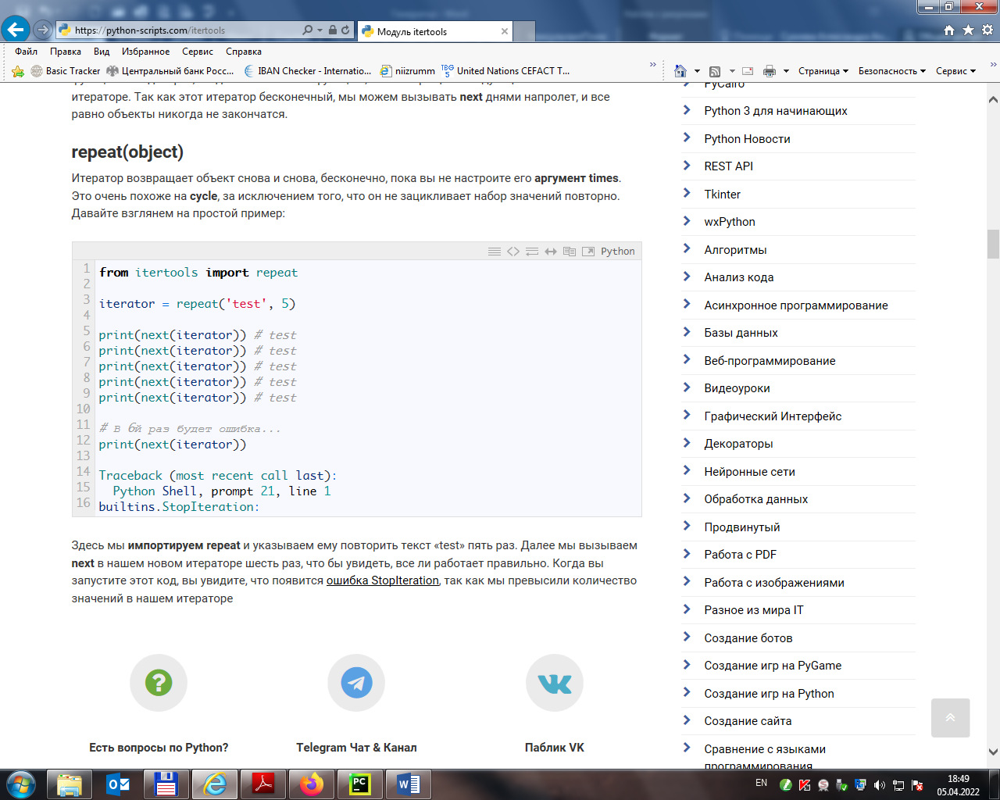 https://python-scripts.com/itertools
Модуль itertools
Файл Правка Вид Избранное Сервис Справка
Basic Tracker Центральный банк Росс... IBAN Checker - Internatio... niizrumm United Nations CEFACT T...
Страница Безопасность Сервис
итераторе. Так как этот итератор бесконечный, мы можем вызывать next днями напролет, и все
равно объекты никогда не закончатся.
repeat(object)
Итератор возвращает объект снова и снова, бесконечно, пока вы не настроите его аргумент times.
Это очень похоже на cycle, за исключением того, что он не зацикливает набор значений повторно.
Давайте взглянем на простой пример:
Python
1 from itertools import repeat
2
3 iterator = repeat('test', 5)
4
5 print(next(iterator)) # test
6 print(next(iterator)) # test
7 print(next(iterator)) # test
8 print(next(iterator)) # test
9 print(next(iterator)) # test
10
11 # В 6й раз будет ошибка...
12 print(next(iterator))
13
14 Traceback (most recent call last):
15 Python Shell, prompt 21, line 1
16 builtins.StopIteration:
Здесь мы импортируем repeat и указываем ему повторить текст «test» пять раз. Далее мы вызываем
next в нашем новом итераторе шесть раз, что бы увидеть, все ли работает правильно. Когда вы
запустите этот код, вы увидите, что появится ошибка StopIteration, так как мы превысили количество
значений в нашем итераторе
Есть вопросы по Python?
Telegram Чат & Канал
Паблик VK
PyCairo
Python 3 для начинающих
Python Новости
REST API
Tkinter
wxPython
Алгоритмы
Анализ кода
Асинхронное программирование
Базы данных
Веб-программирование
Видеоуроки
Графический Интерфейс
Декораторы
Нейронные сети
Обработка данных
Продвинутый
Работа с PDF
Работа с изображениями
Разное из мира IT
Создание ботов
Создание игр на PyGame
Создание игр на Python
Создание сайта
Сравнение с языками
программирования
EN
18:49
05.04.2022